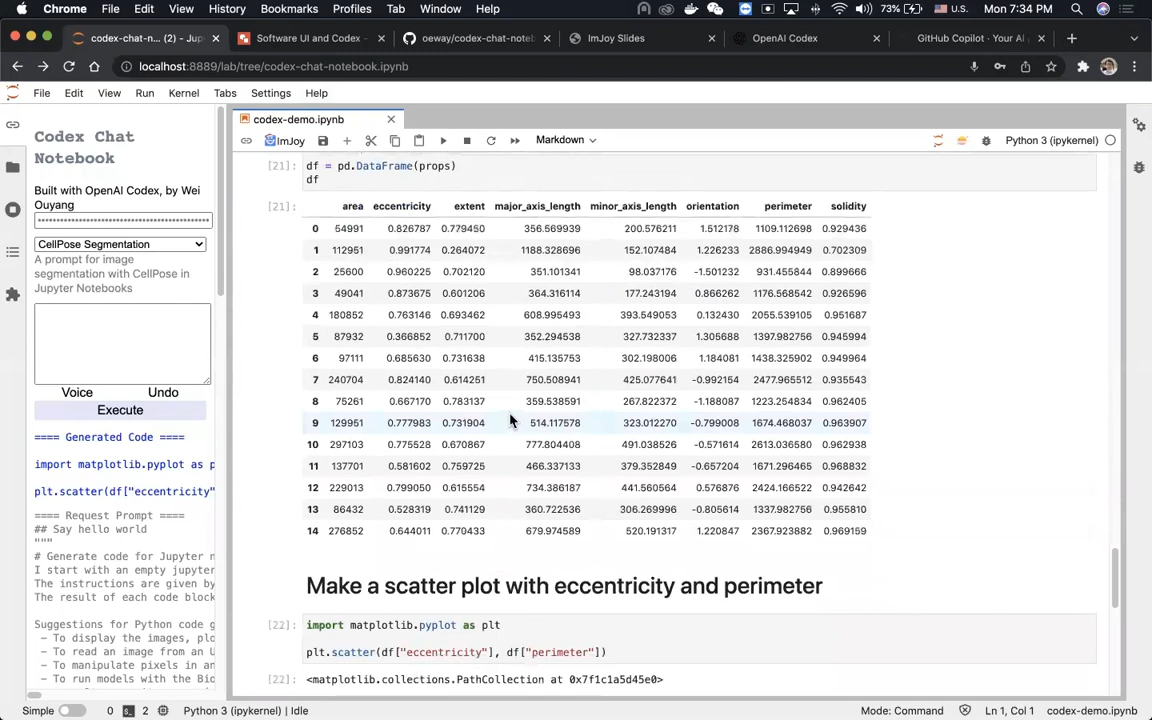 Chrome File Edit View History Bookmarks Profiles Tab Window Help 73% U.S. Mon 7:34 PM
codex-chat-n... (2) - Jup Software UI and Codex - oeway/codex-chat-note ImJoy Slides OpenAI Codex GitHub Copilot · Your AI
localhost:8889/lab/tree/codex-chat-notebook.ipynb
File Edit View Run Kernel Tabs Settings Help
Codex Chat
Notebook
Built with OpenAI Codex, by Wei
Ouyang
CellPose Segmentation
A prompt for image
segmentation with CellPose in
Jupyter Notebooks
Voice Undo
Execute
==== Generated Code ====
import matplotlib.pyplot as p
plt.scatter(df["eccentricity"
==== Request Prompt ====
## Say hello world
"""
# Generate code for Jupyter n
I start with an empty jupyter
The instructions are given by
The result of each code block
Suggestions for Python code g
- To display the images, plo
- To read an image from an U
- To manipulate pixels in an
- To run models with the Bio
codex-demo.ipynb
ImJoy Markdown Python 3 (ipykernel)
[21]: df = pd.DataFrame(props)
df
[21]: area eccentricity extent major_axis_length minor_axis_length orientation perimeter solidity
0 54991 0.826787 0.779450 356.569939 200.576211 1.512178 1109.112698 0.929436
1 112951 0.991774 0.264072 1188.328696 152.107484 1.226233 2886.994949 0.702309
2 25600 0.960225 0.702120 351.101341 98.037176 -1.501232 931.455844 0.899666
3 49041 0.873675 0.601206 364.316114 177.243194 0.866262 1176.568542 0.926596
4 180852 0.763146 0.693462 608.995493 393.549053 0.132430 2055.539105 0.951687
5 87932 0.366852 0.711700 352.294538 327.732337 1.305688 1397.982756 0.945994
6 97111 0.685630 0.731638 415.135753 302.198006 1.184081 1438.325902 0.949964
7 240704 0.824140 0.614251 750.508941 425.077641 -0.992154 2477.965512 0.935543
8 75261 0.667170 0.783137 359.538591 267.822372 -1.188087 1223.254834 0.962405
9 129951 0.777983 0.731904 514.117578 323.012270 -0.799008 1674.468037 0.963907
10 297103 0.775528 0.670867 777.804408 491.038526 -0.571614 2613.036580 0.962938
11 137701 0.581602 0.759725 466.337133 379.352849 -0.657204 1671.296465 0.968832
12 229013 0.799050 0.615554 734.386187 441.560564 0.576876 2424.166522 0.942642
13 86432 0.528319 0.741129 360.722536 306.269996 -0.805614 1337.982756 0.955810
14 276852 0.644011 0.770433 679.974589 520.191317 1.220847 2367.923882 0.969159
Make a scatter plot with eccentricity and perimeter
[22]: import matplotlib.pyplot as plt
plt.scatter(df["eccentricity"], df["perimeter"])
[22]: <matplotlib.collections.PathCollection at 0x7f1c1a5d45e0>
Simple 0 2 Python 3 (ipykernel) | Idle Mode: Command Ln 1, Col 1 codex-demo.ipynb